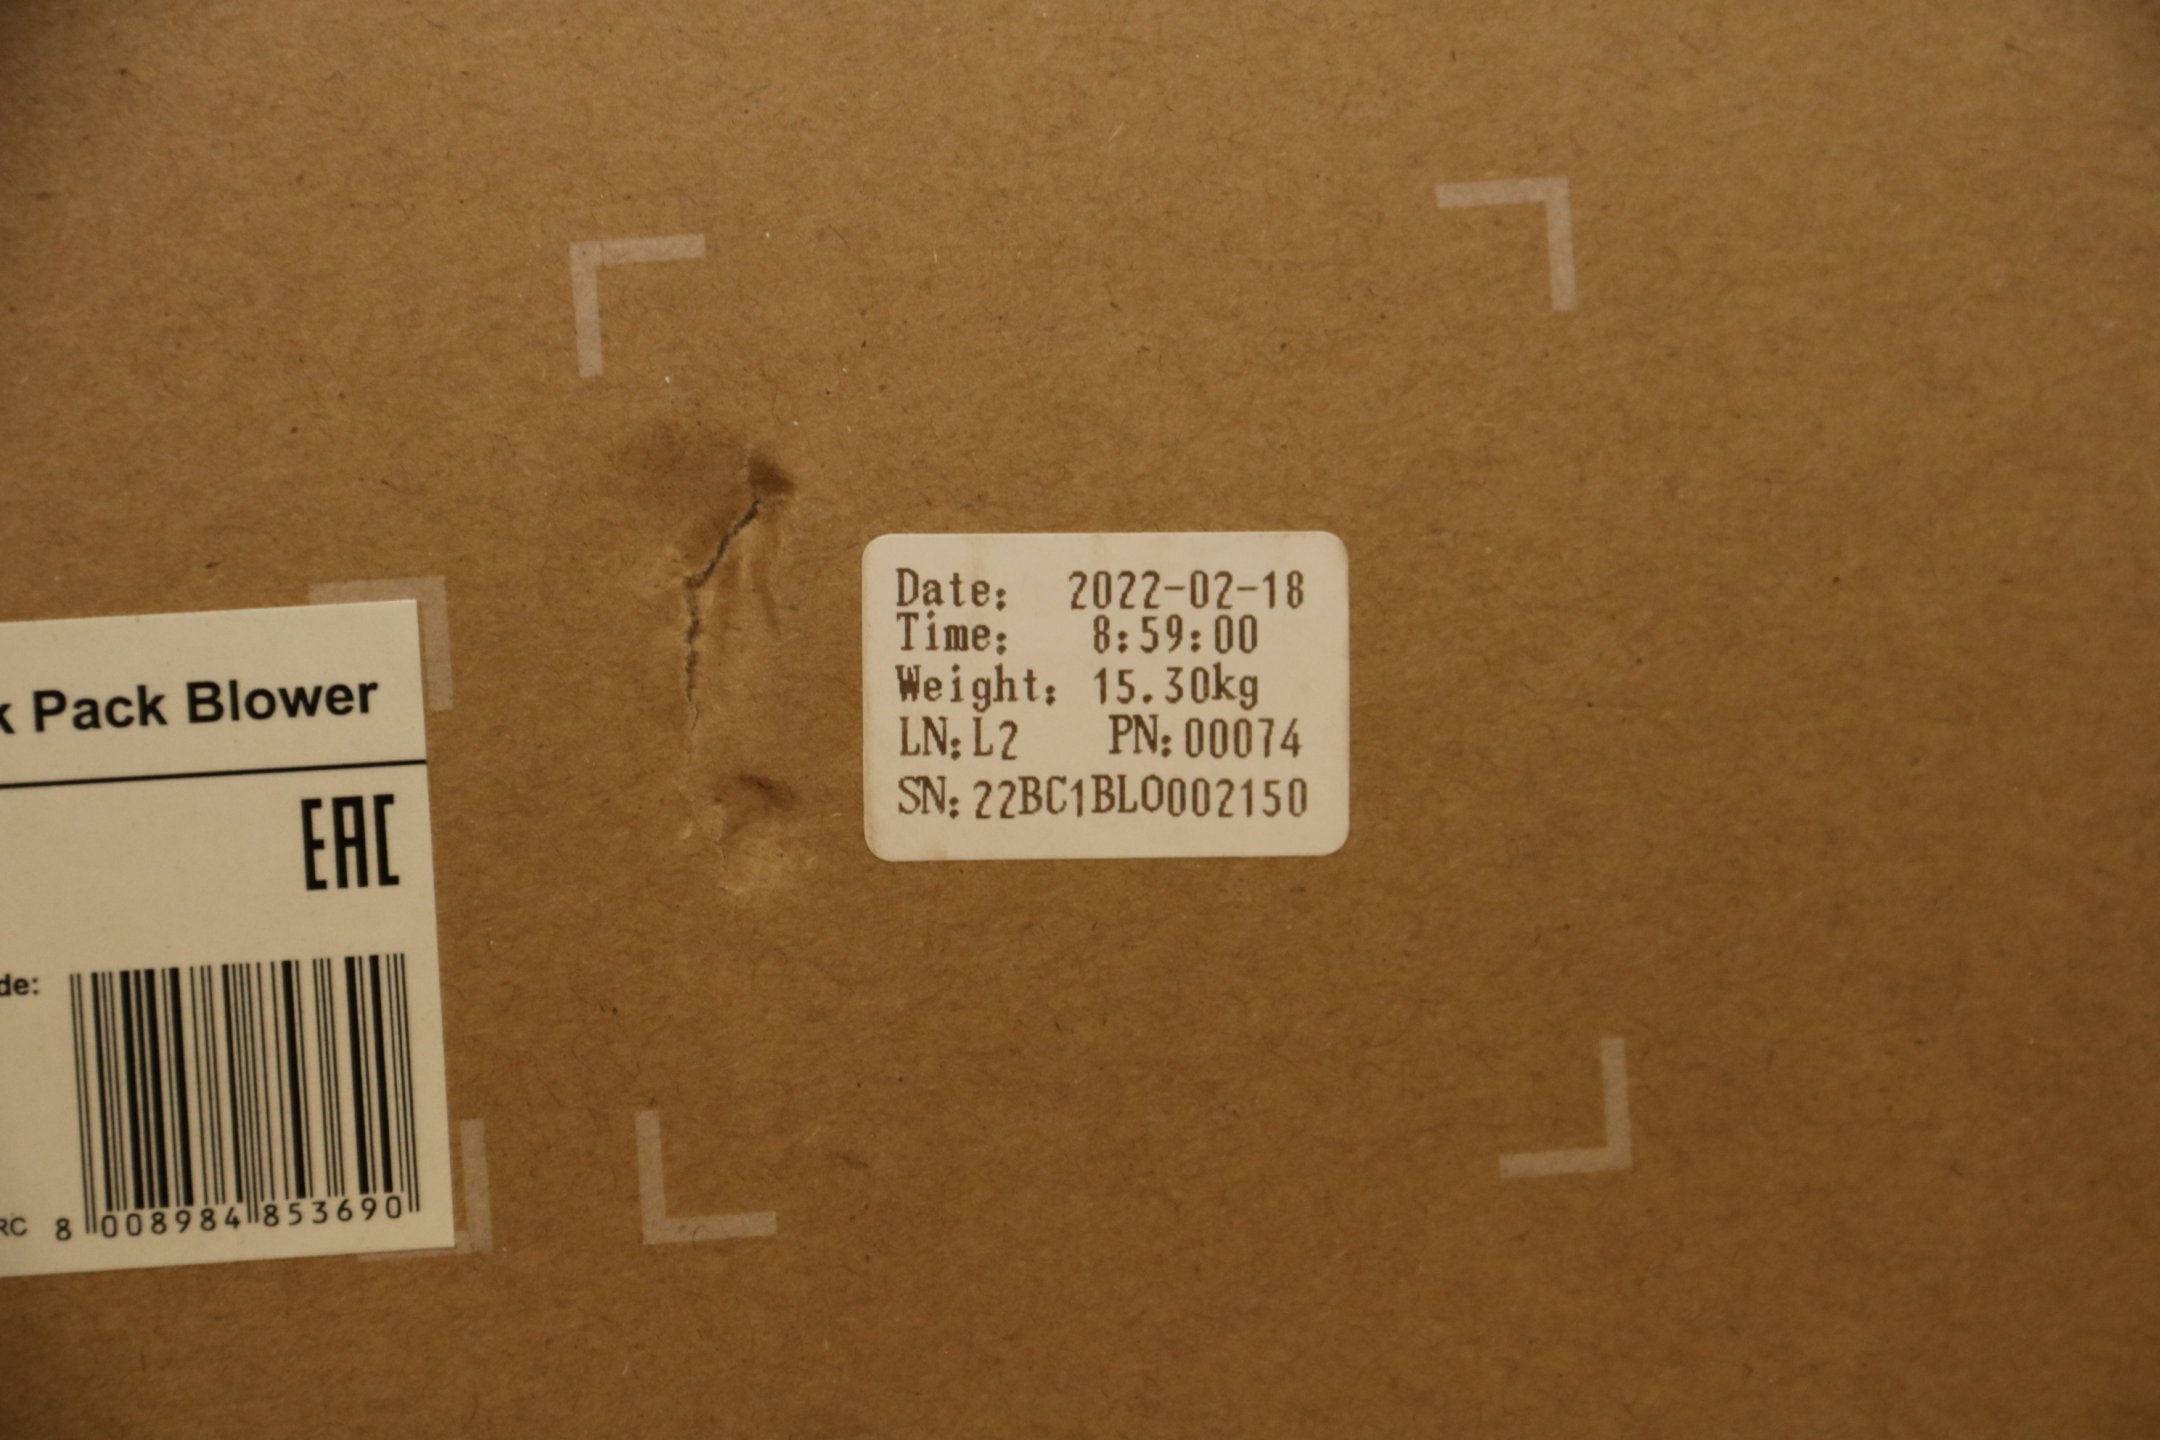 k Pack Blower
EAC
de:
RC 8 008984 853690
Date: 2022-02-18
Time: 8:59:00
Weight: 15.30kg
LN:L2 PN:00074
SN:22BC1BLO002150